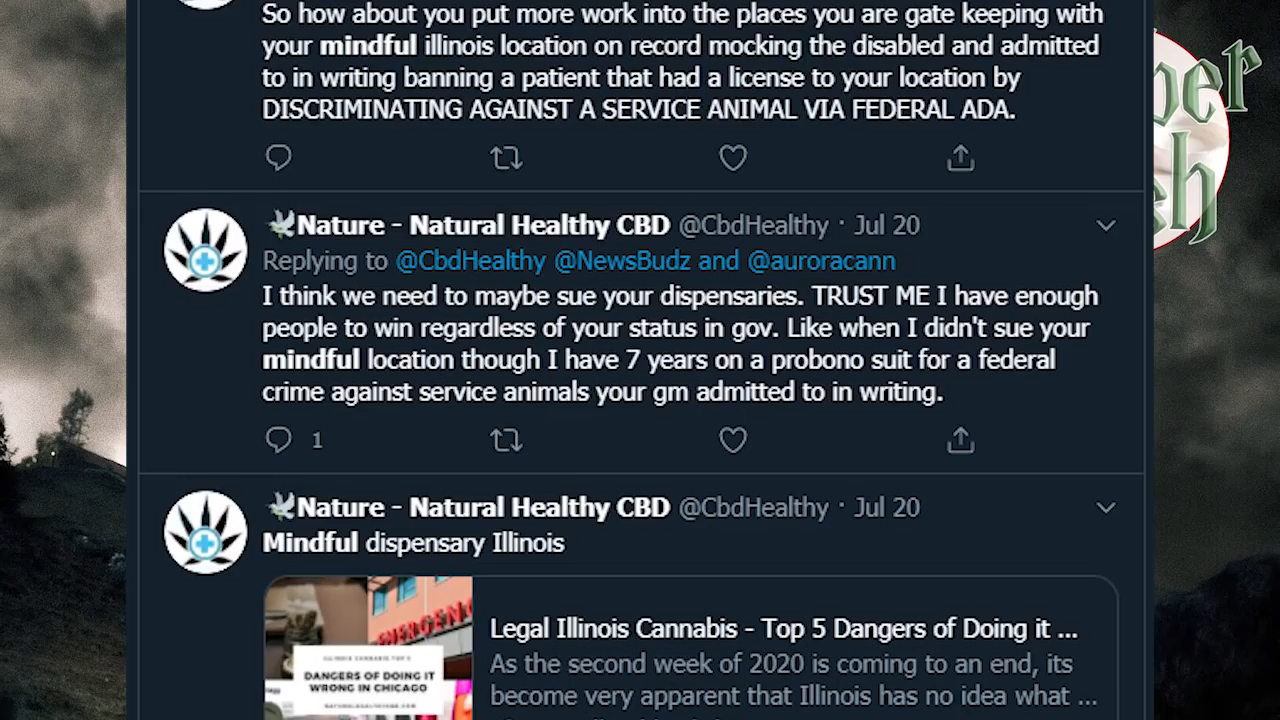 So how about you put more work into the places you are gate keeping with
your mindful illinois location on record mocking the disabled and admitted
to in writing banning a patient that had a license to your location by
DISCRIMINATING AGAINST A SERVICE ANIMAL VIA FEDERAL ADA.
Nature - Natural Healthy CBD @CbdHealthy · Jul 20
Replying to @CbdHealthy @NewsBudz and @auroracann
I think we need to maybe sue your dispensaries. TRUST ME I have enough
people to win regardless of your status in gov. Like when I didn't sue your
mindful location though I have 7 years on a probono suit for a federal
crime against service animals your gm admitted to in writing.
1
Nature - Natural Healthy CBD @CbdHealthy · Jul 20
Mindful dispensary Illinois
EMERGENC
ILLINOIS CANNABIS TOP 5
DANGERS OF DOING IT
WRONG IN CHICAGO
Legal Illinois Cannabis - Top 5 Dangers of Doing it ...
As the second week of 2020 is coming to an end, its
become very apparent that Illinois has no idea what ...